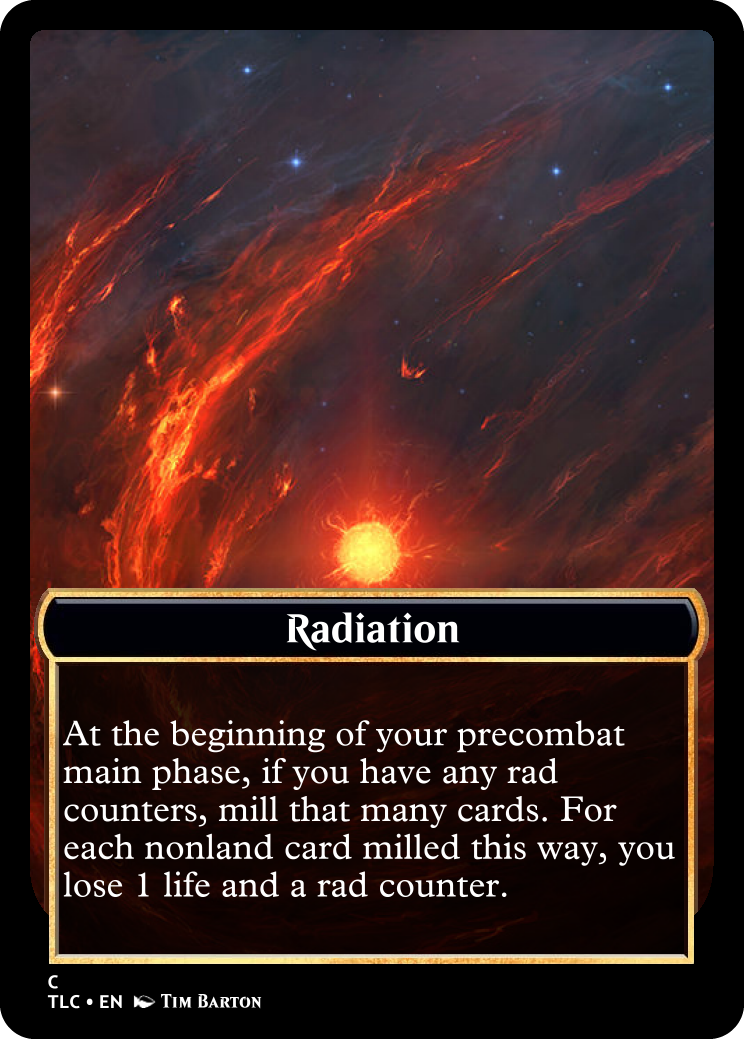 Radiation
At the beginning of your precombat
main phase, if you have any rad
counters, mill that many cards. For
each nonland card milled this way, you
lose 1 life and a rad counter.
C
TLC • EN Tim Barton